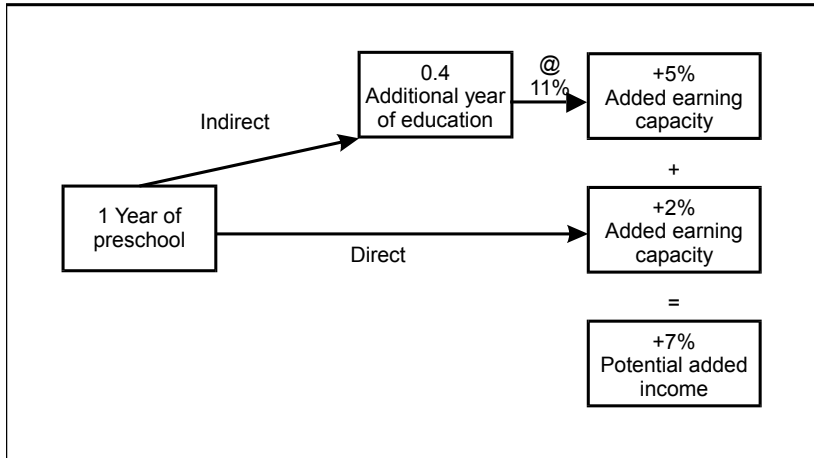 0.4
Additional year
of education
@
11%
+5%
Added earning
capacity
Indirect
+
1 Year of
preschool
+2%
Added earning
capacity
Direct
=
+7%
Potential added
income